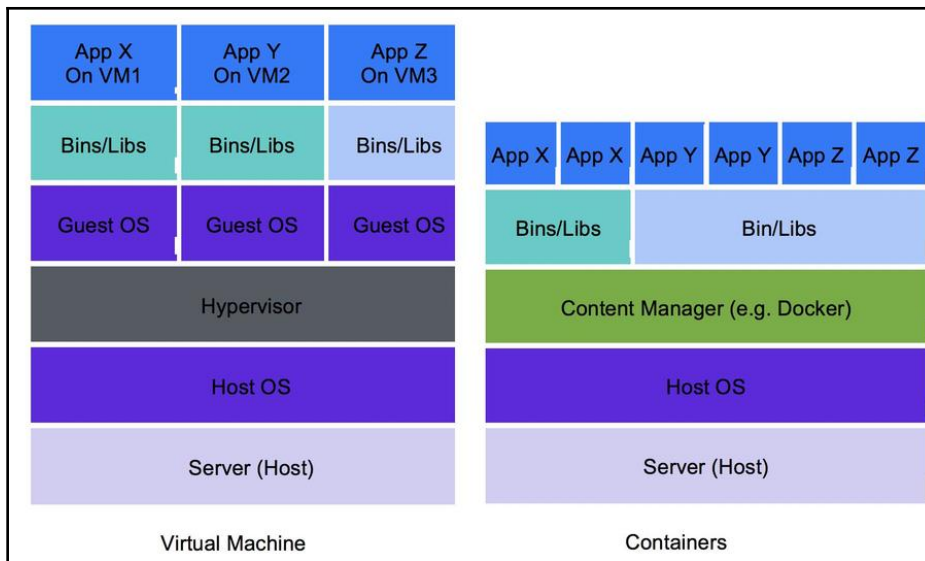 App X
On VM1
App Y
On VM2
App Z
On VM3
Bins/Libs
Bins/Libs
Bins/Libs
Guest OS
Guest OS
Guest OS
Hypervisor
Host OS
Server (Host)
Virtual Machine
App X
App X
App Y
App Y
App Z
App Z
Bins/Libs
Bin/Libs
Content Manager (e.g. Docker)
Host OS
Server (Host)
Containers